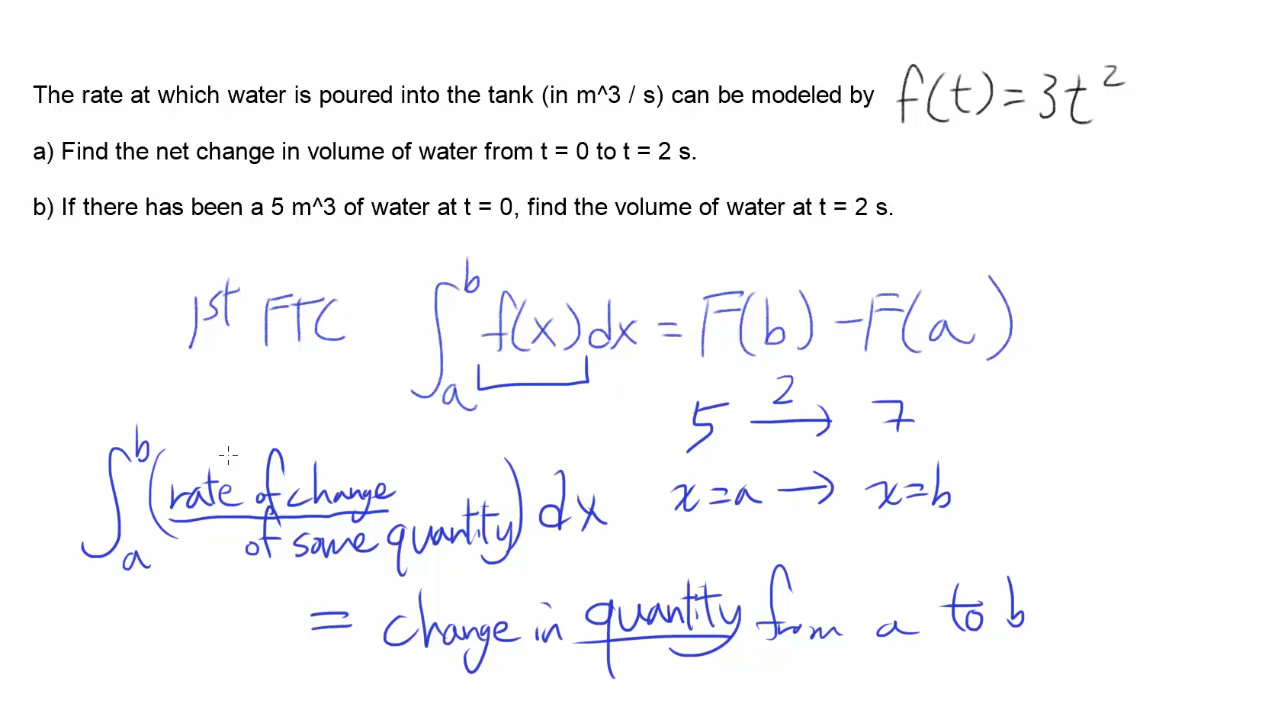 The rate at which water is poured into the tank (in m^3 / s) can be modeled by f(t) = 3t²
a) Find the net change in volume of water from t = 0 to t = 2 s.
b) If there has been a 5 m^3 of water at t = 0, find the volume of water at t = 2 s.
1st FTC ∫_a^b f(x)dx = F(b) - F(a)
5 —2→ 7
∫_a^b (rate of change of some quantity) dx
x=a → x=b
= change in quantity from a to b